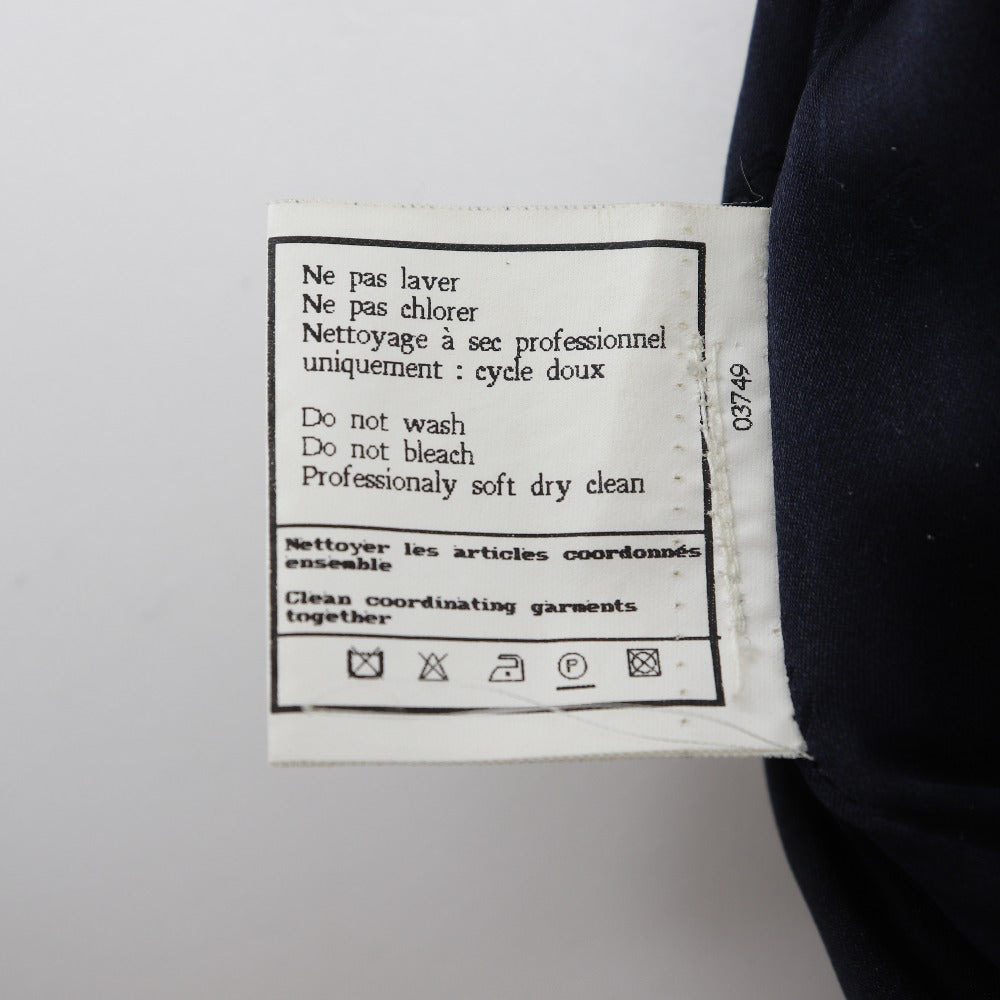 Ne pas laver
Ne pas chlorer
Nettoyage à sec professionnel
uniquement : cycle doux
Do not wash
Do not bleach
Professionaly soft dry clean
Nettoyer les articles coordonnés
ensemble
Clean coordinating garments
together
P
03749